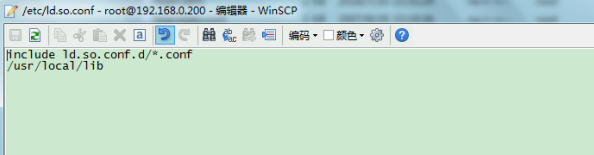 /etc/ld.so.conf - root@192.168.0.200 - 编辑器 - WinSCP
编码 颜色
include ld.so.conf.d/*.conf
/usr/local/lib